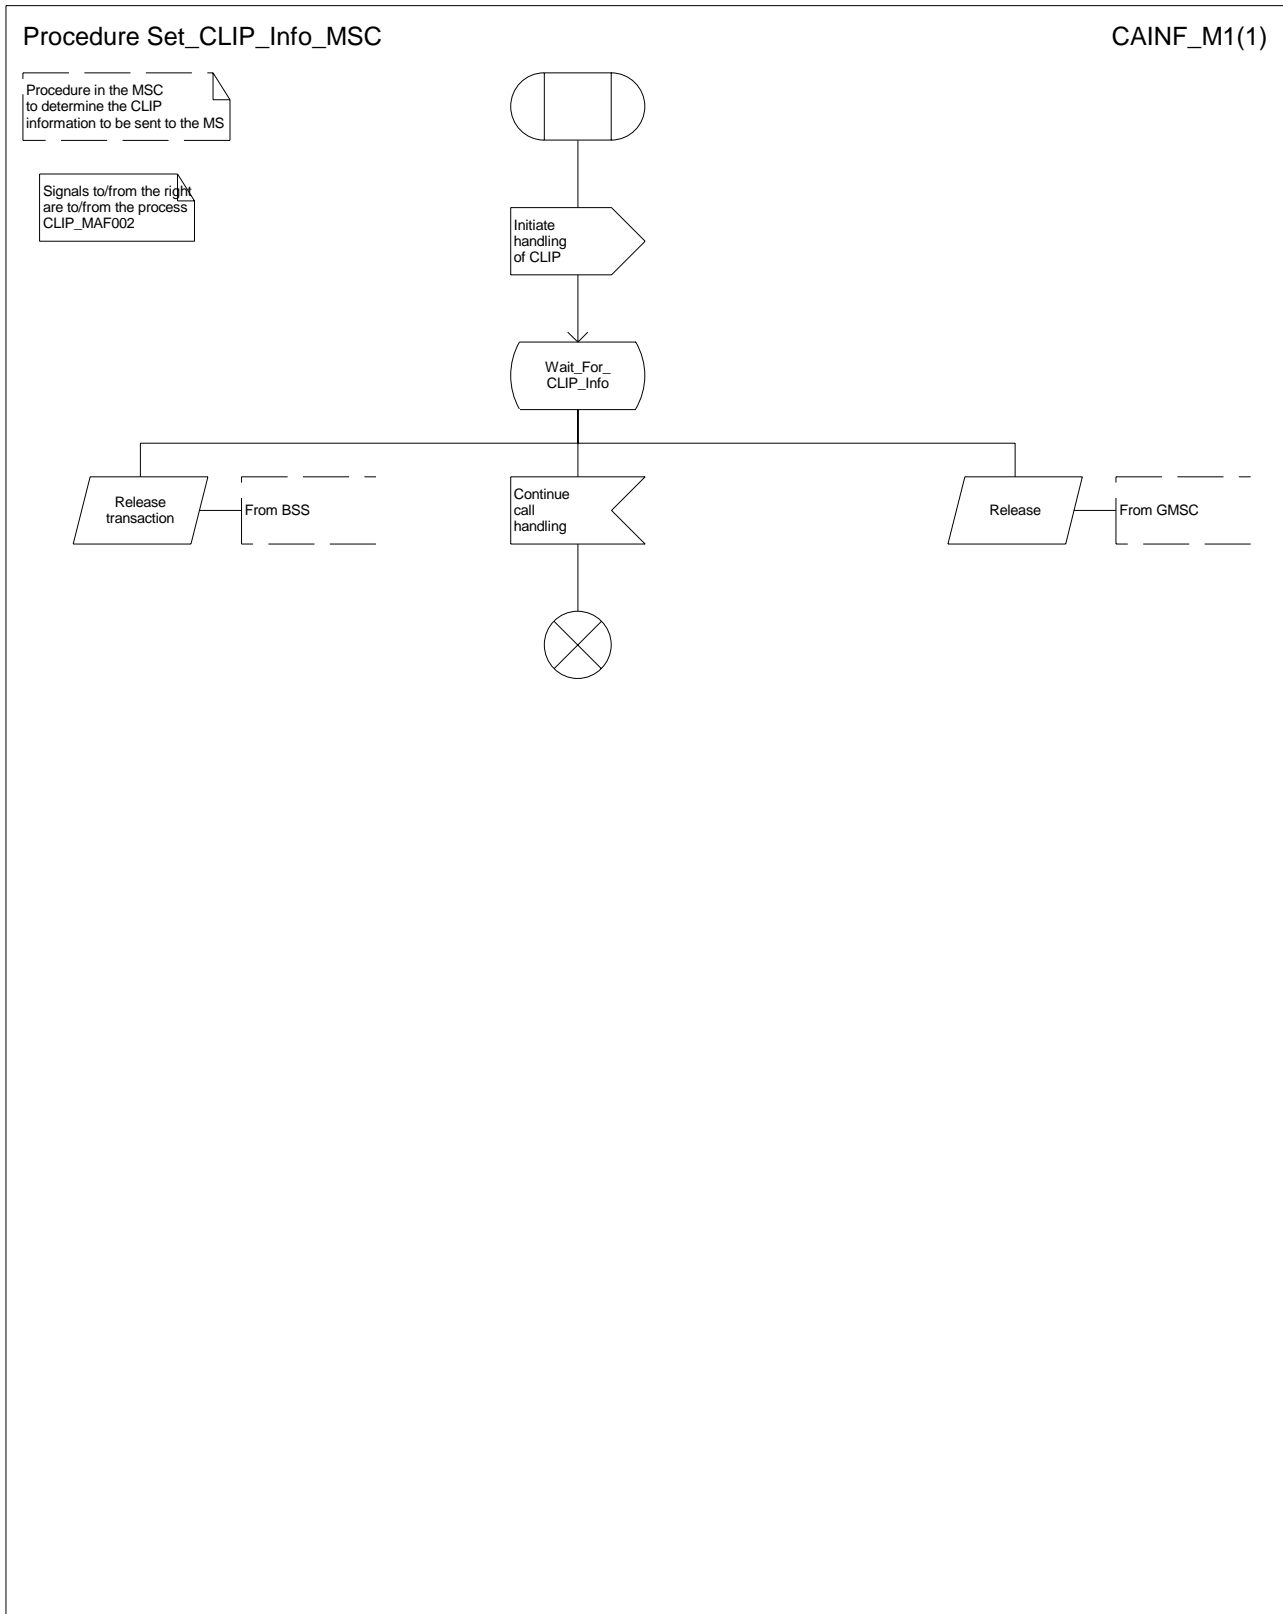 Procedure Set_CLIP_Info_MSC
CAINF_M1(1)
Procedure in the MSC
to determine the CLIP
information to be sent to the MS
Signals to/from the right
are to/from the process
CLIP_MAF002
Initiate
handling
of CLIP
Wait_For_
CLIP_Info
Release
transaction
From BSS
Continue
call
handling
Release
From GMSC